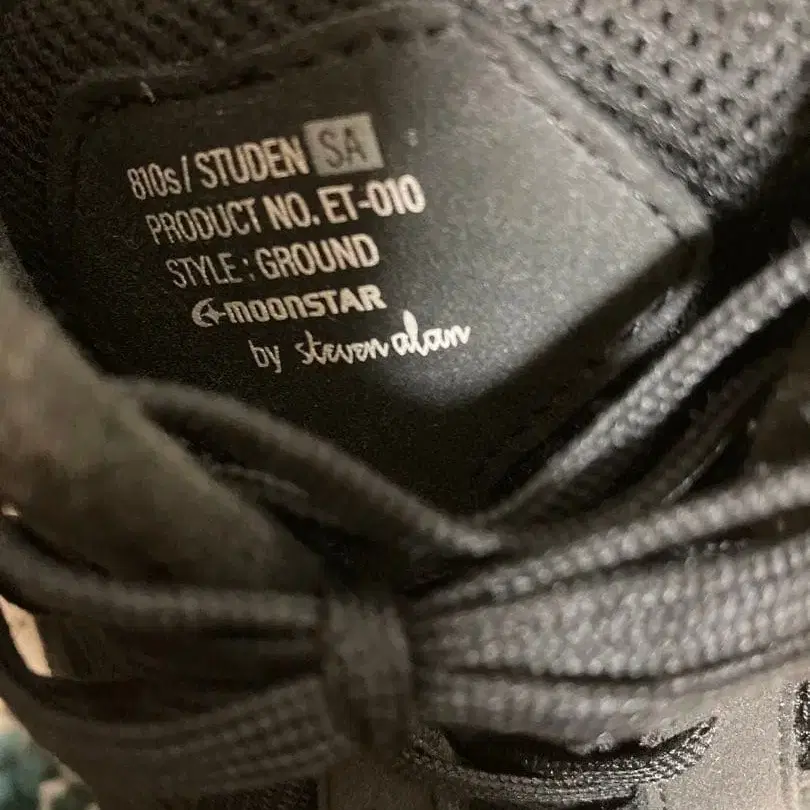 810s / STUDEN SA
PRODUCT NO. ET-010
STYLE : GROUND
moonstar
by steven alan